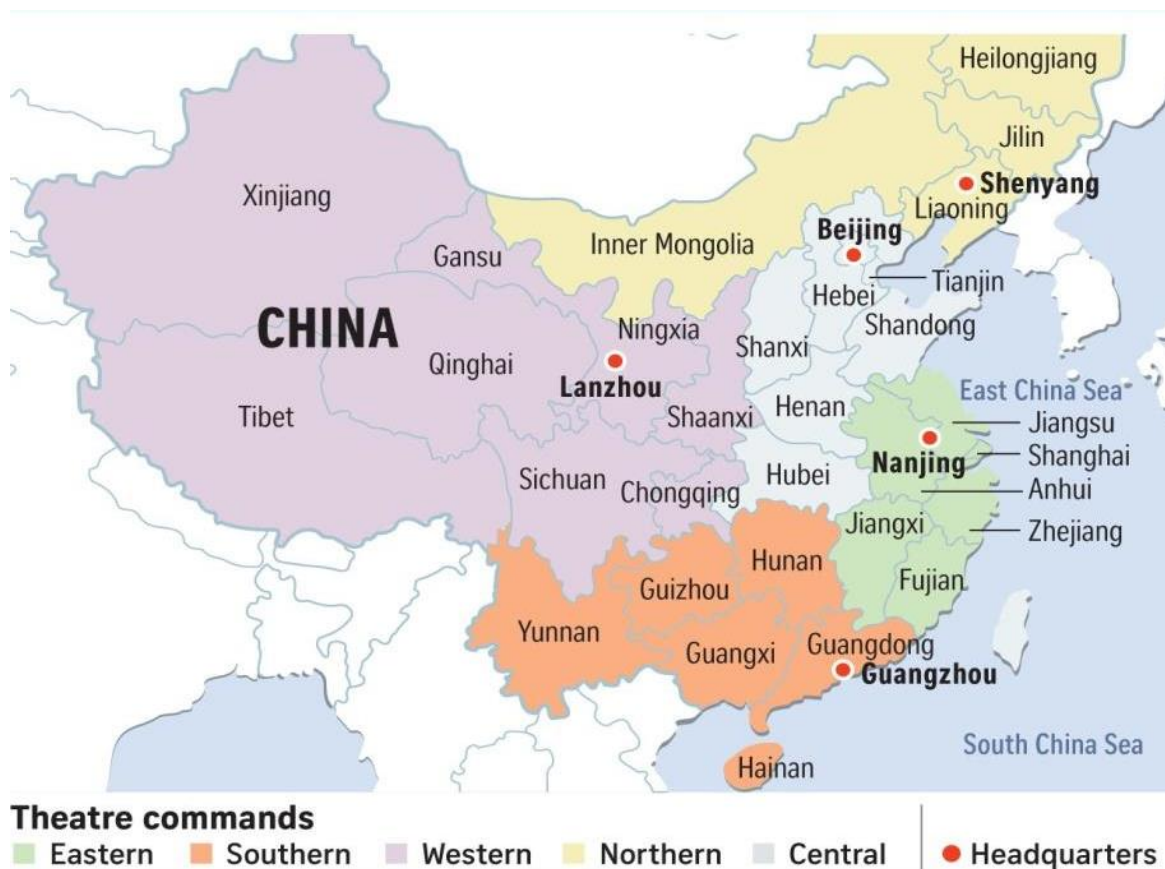 Heilongjiang
Jilin
Shenyang
Liaoning
Xinjiang
Beijing
Inner Mongolia
Gansu
Tianjin
Hebei
CHINA
Ningxia
Shandong
Shanxi
Qinghai
Lanzhou
East China Sea
Tibet
Shaanxi
Henan
Jiangsu
Shanghai
Nanjing
Sichuan
Hubei
Chongqing
Anhui
Jiangxi
Zhejiang
Hunan
Fujian
Guizhou
Yunnan
Guangxi
Guangdong
Guangzhou
South China Sea
Hainan
Theatre commands
Eastern Southern Western Northern Central Headquarters